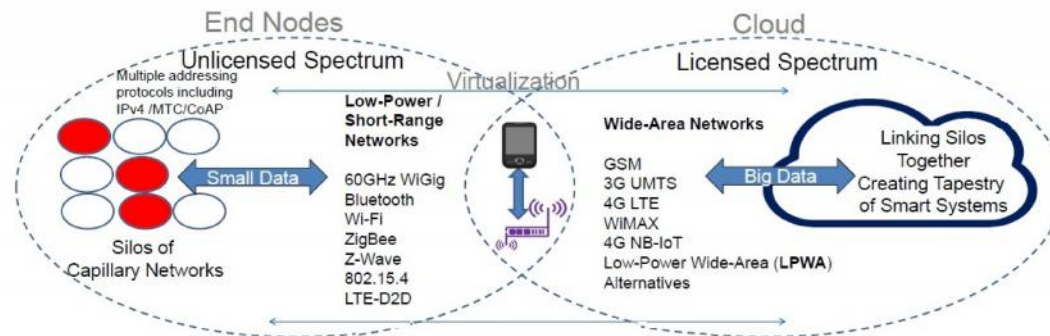 End Nodes
Cloud
Unlicensed Spectrum
Licensed Spectrum
Virtualization
Multiple addressing
protocols including
IPv4 /MTC/CoAP
Small Data
Silos of
Capillary Networks
Low-Power /
Short-Range
Networks
60GHz WiGig
Bluetooth
Wi-Fi
ZigBee
Z-Wave
802.15.4
LTE-D2D
Wide-Area Networks
GSM
3G UMTS
4G LTE
WiMAX
4G NB-IoT
Low-Power Wide-Area (LPWA)
Alternatives
Big Data
Linking Silos
Together
Creating Tapestry
of Smart Systems